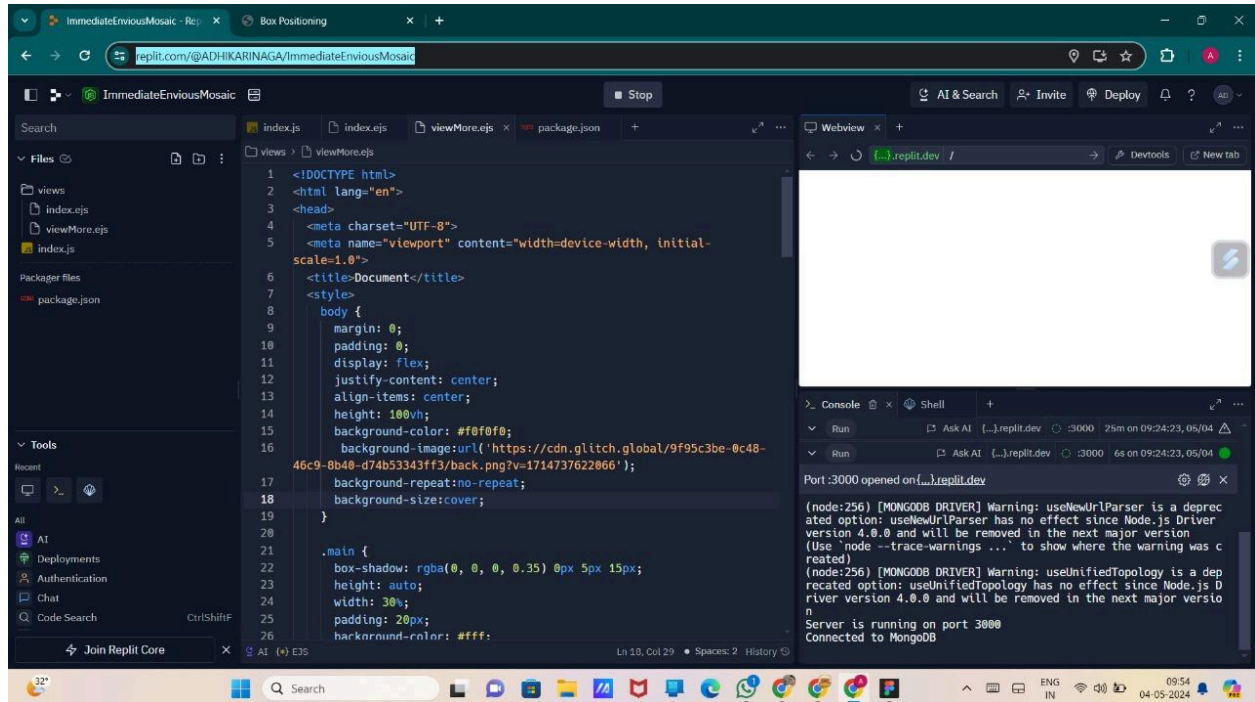 ImmediateEnviousMosaic - Rep
Box Positioning
replit.com/@ADHIKARINAGA/ImmediateEnviousMosaic
A
ImmediateEnviousMosaic
Stop
AI & Search
Invite
Deploy
?
AD
Search
Files
views
index.ejs
viewMore.ejs
index.js
Packager files
package.json
Tools
Recent
All
AI
Deployments
Authentication
Chat
Code Search CtrlShiftF
Join Replit Core
index.js index.ejs viewMore.ejs package.json
views > viewMore.ejs
1 <!DOCTYPE html>
2 <html lang="en">
3 <head>
4 <meta charset="UTF-8">
5 <meta name="viewport" content="width=device-width, initial-
scale=1.0">
6 <title>Document</title>
7 <style>
8 body {
9 margin: 0;
10 padding: 0;
11 display: flex;
12 justify-content: center;
13 align-items: center;
14 height: 100vh;
15 background-color: #f0f0f0;
16 background-image:url('https://cdn.glitch.global/9f95c3be-0c48-
46c9-8b40-d74b53343ff3/back.png?v=1714737622066');
17 background-repeat:no-repeat;
18 background-size:cover;
19 }
20
21 .main {
22 box-shadow: rgba(0, 0, 0, 0.35) 0px 5px 15px;
23 height: auto;
24 width: 30%;
25 padding: 20px;
26 background-color: #fff;
AI {*} EJS Ln 18, Col 29 • Spaces: 2 History
Webview
{...}.replit.dev / Devtools New tab
Console Shell
Run Ask AI {...}.replit.dev :3000 25m on 09:24:23, 05/04
Run Ask AI {...}.replit.dev :3000 6s on 09:24:23, 05/04
Port :3000 opened on {...}.replit.dev
(node:256) [MONGODB DRIVER] Warning: useNewUrlParser is a deprec
ated option: useNewUrlParser has no effect since Node.js Driver
version 4.0.0 and will be removed in the next major version
(Use `node --trace-warnings ...` to show where the warning was c
reated)
(node:256) [MONGODB DRIVER] Warning: useUnifiedTopology is a dep
recated option: useUnifiedTopology has no effect since Node.js D
river version 4.0.0 and will be removed in the next major versio
n
Server is running on port 3000
Connected to MongoDB
32°
Search
ENG
IN
09:54
04-05-2024